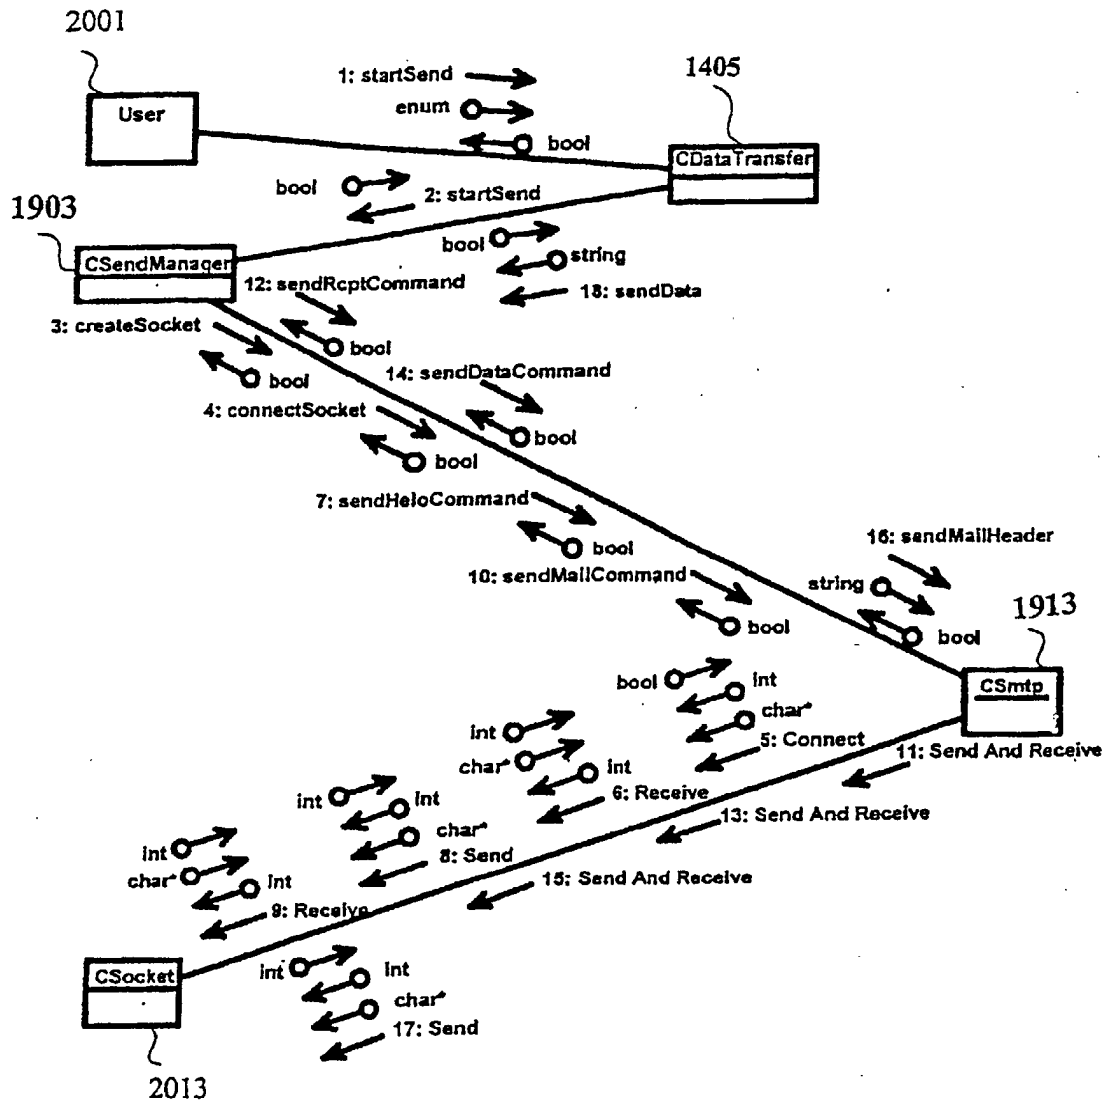 2001
1: startSend
1405
User
enum
bool
CDataTransfer
bool
2: startSend
1903
bool
string
CSendManager
12: sendRcptCommand
18: sendData
3: createSocket
bool
bool
14: sendDataCommand
4: connectSocket
bool
bool
7: sendHeloCommand
16: sendMailHeader
bool
10: sendMailCommand
string
1913
bool
bool
bool
int
CSmtp
char*
int
5: Connect
11: Send And Receive
char*
int
6: Receive
int
int
13: Send And Receive
char*
int
8: Send
char*
int
15: Send And Receive
9: Receive
CSocket
int
int
char*
17: Send
2013